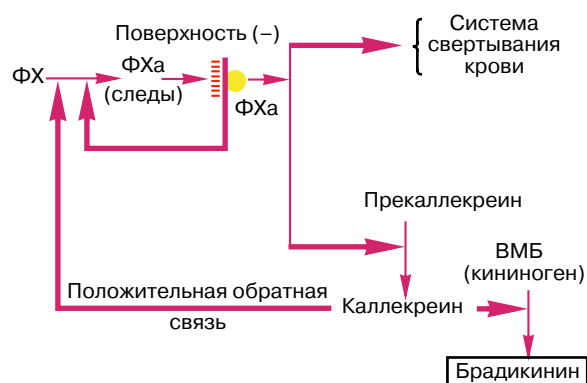 Поверхность (–)
Система
свертывания
крови
ФХ
ФХа
(следы)
ФХа
Прекаллекреин
ВМБ
(кининоген)
Положительная обратная
связь
Каллекреин
Брадикинин